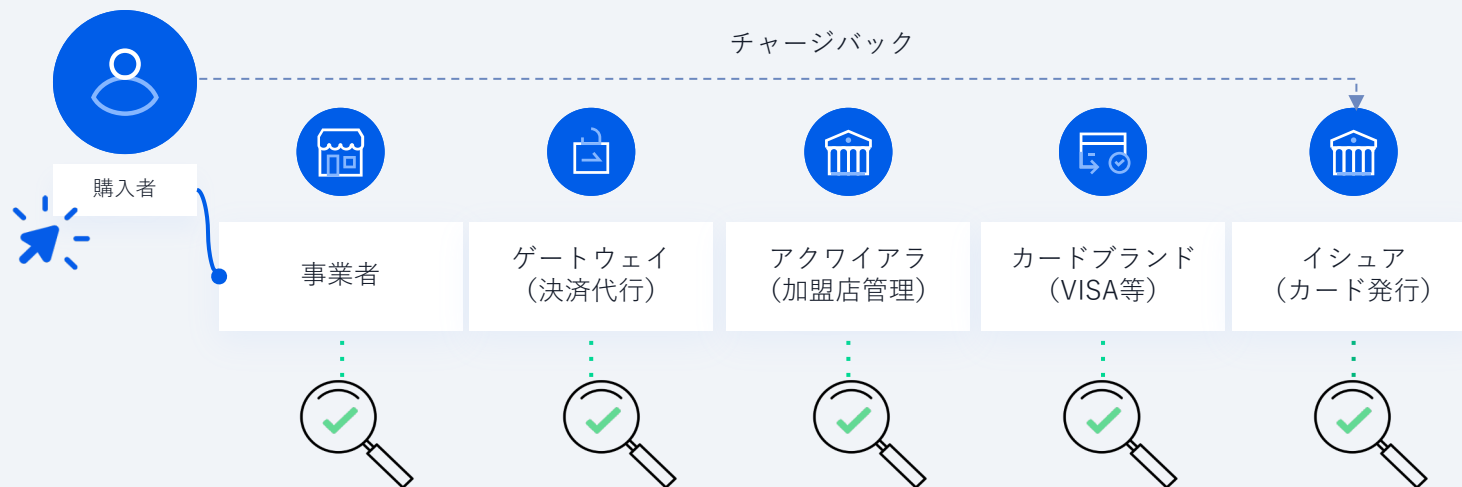 チャージバック
購入者
事業者
ゲートウェイ
（決済代行）
アクワイアラ
（加盟店管理）
カードブランド
（VISA等）
イシュア
（カード発行）